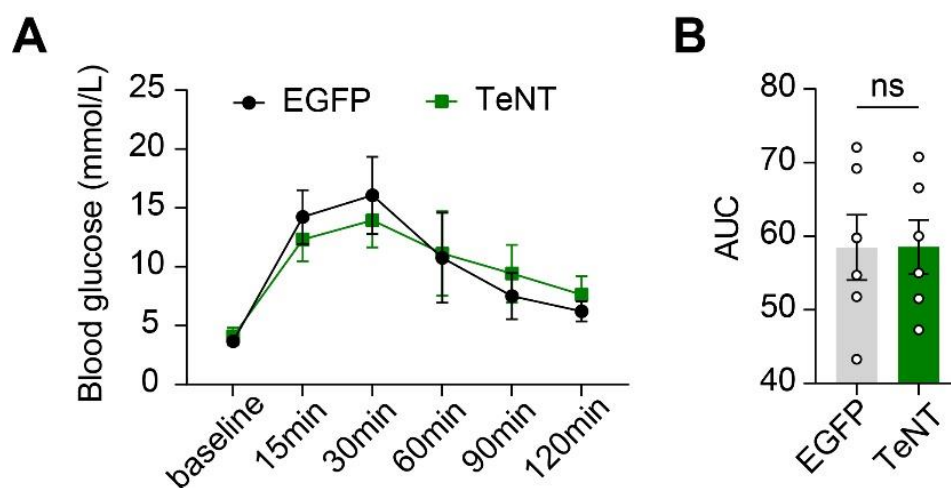 A
Blood glucose (mmol/L)
25
20
15
10
5
0
EGFP
TeNT
baseline
15min
30min
60min
90min
120min
B
AUC
80
70
60
50
40
ns
EGFP
TeNT